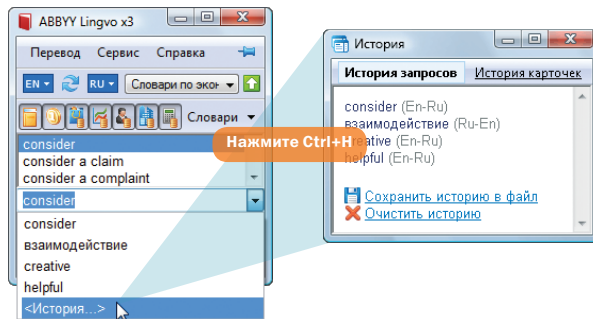 ABBYY Lingvo x3
Перевод Сервис Справка
EN RU Словари по экон
Словари
consider
consider a claim
consider a complaint
consider
consider
взаимодействие
creative
helpful
<История...>
Нажмите Ctrl+H
История
История запросов История карточек
consider (En-Ru)
взаимодействие (Ru-En)
creative (En-Ru)
helpful (En-Ru)
Сохранить историю в файл
Очистить историю